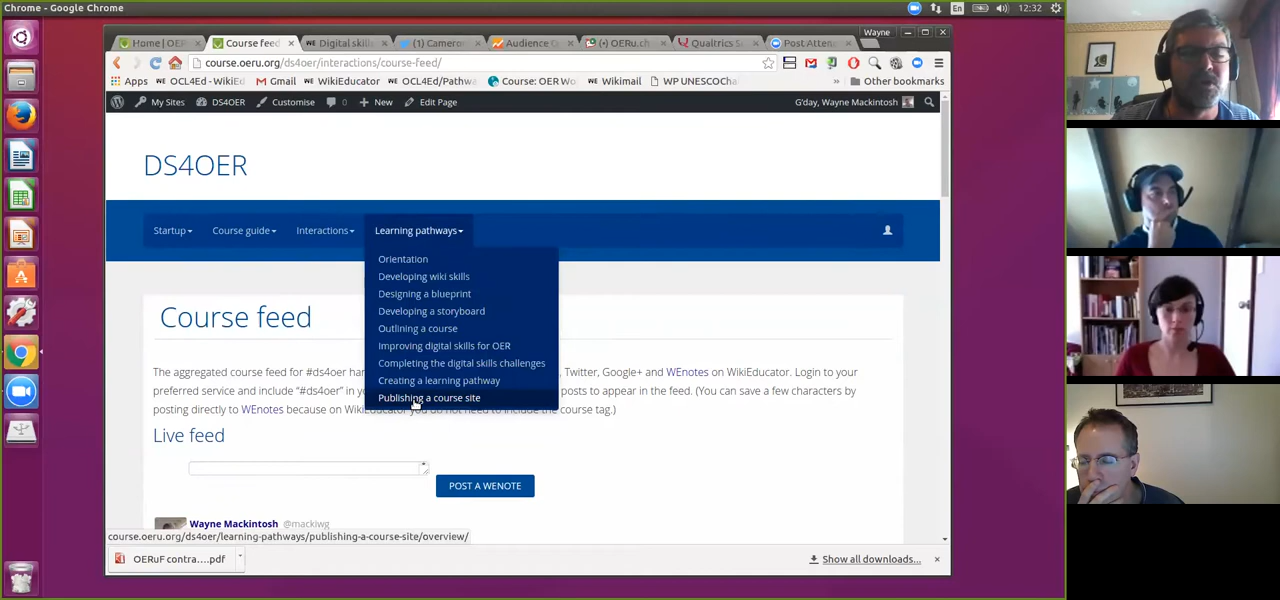 Chrome - Google Chrome
En
12:32
Wayne
Home | OEF
Course feed
Digital skills
(1) Cameron
Audience O
(•) OERu.ch
Qualtrics S
Post Atten
course.oeru.org/ds4oer/interactions/course-feed/
Apps
OCL4Ed - WikiEd
Gmail
WikiEducator
OCL4Ed/Pathw
Course: OER Wo
Wikimail
WP UNESCOChai
»
Other bookmarks
My Sites
DS4OER
Customise
0
New
Edit Page
G'day, Wayne Mackintosh
DS4OER
Startup
Course guide
Interactions
Learning pathways
Orientation
Developing wiki skills
Designing a blueprint
Developing a storyboard
Outlining a course
Improving digital skills for OER
Completing the digital skills challenges
Creating a learning pathway
Publishing a course site
Course feed
The aggregated course feed for #ds4oer har , Twitter, Google+ and WEnotes on WikiEducator. Login to your
preferred service and include "#ds4oer" in y posts to appear in the feed. (You can save a few characters by
posting directly to WEnotes because on WikiEducator you do not need to include the course tag.)
Live feed
POST A WENOTE
Wayne Mackintosh @mackiwg
course.oeru.org/ds4oer/learning-pathways/publishing-a-course-site/overview/
OERuF contra....pdf
Show all downloads...